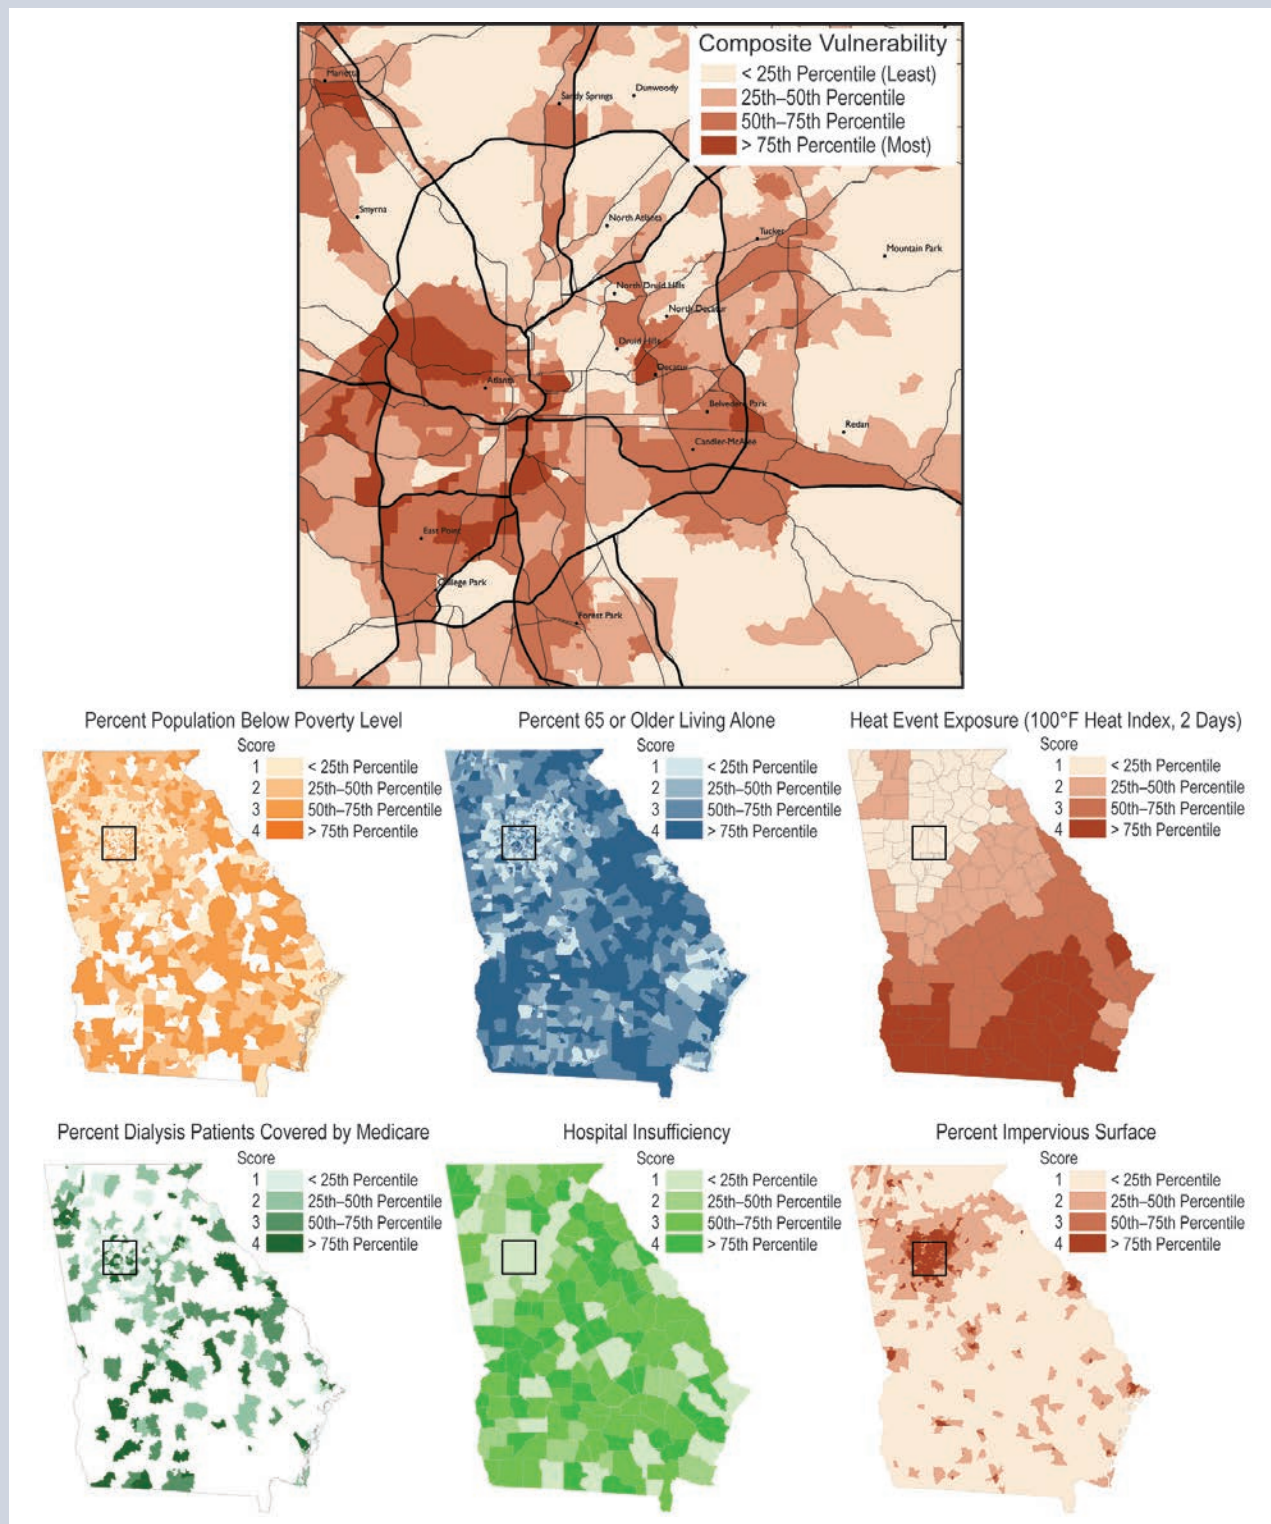 Composite Vulnerability
< 25th Percentile (Least)
25th–50th Percentile
50th–75th Percentile
> 75th Percentile (Most)
Marietta
Sandy Springs
Dunwoody
Smyrna
North Atlanta
Tucker
Mountain Park
North Druid Hills
North Decatur
Druid Hills
Decatur
Atlanta
Belvedere Park
Redan
Candler-McAfee
East Point
College Park
Forest Park
Percent Population Below Poverty Level
Score
1 < 25th Percentile
2 25th–50th Percentile
3 50th–75th Percentile
4 > 75th Percentile
Percent 65 or Older Living Alone
Score
1 < 25th Percentile
2 25th–50th Percentile
3 50th–75th Percentile
4 > 75th Percentile
Heat Event Exposure (100°F Heat Index, 2 Days)
Score
1 < 25th Percentile
2 25th–50th Percentile
3 50th–75th Percentile
4 > 75th Percentile
Percent Dialysis Patients Covered by Medicare
Score
1 < 25th Percentile
2 25th–50th Percentile
3 50th–75th Percentile
4 > 75th Percentile
Hospital Insufficiency
Score
1 < 25th Percentile
2 25th–50th Percentile
3 50th–75th Percentile
4 > 75th Percentile
Percent Impervious Surface
Score
1 < 25th Percentile
2 25th–50th Percentile
3 50th–75th Percentile
4 > 75th Percentile